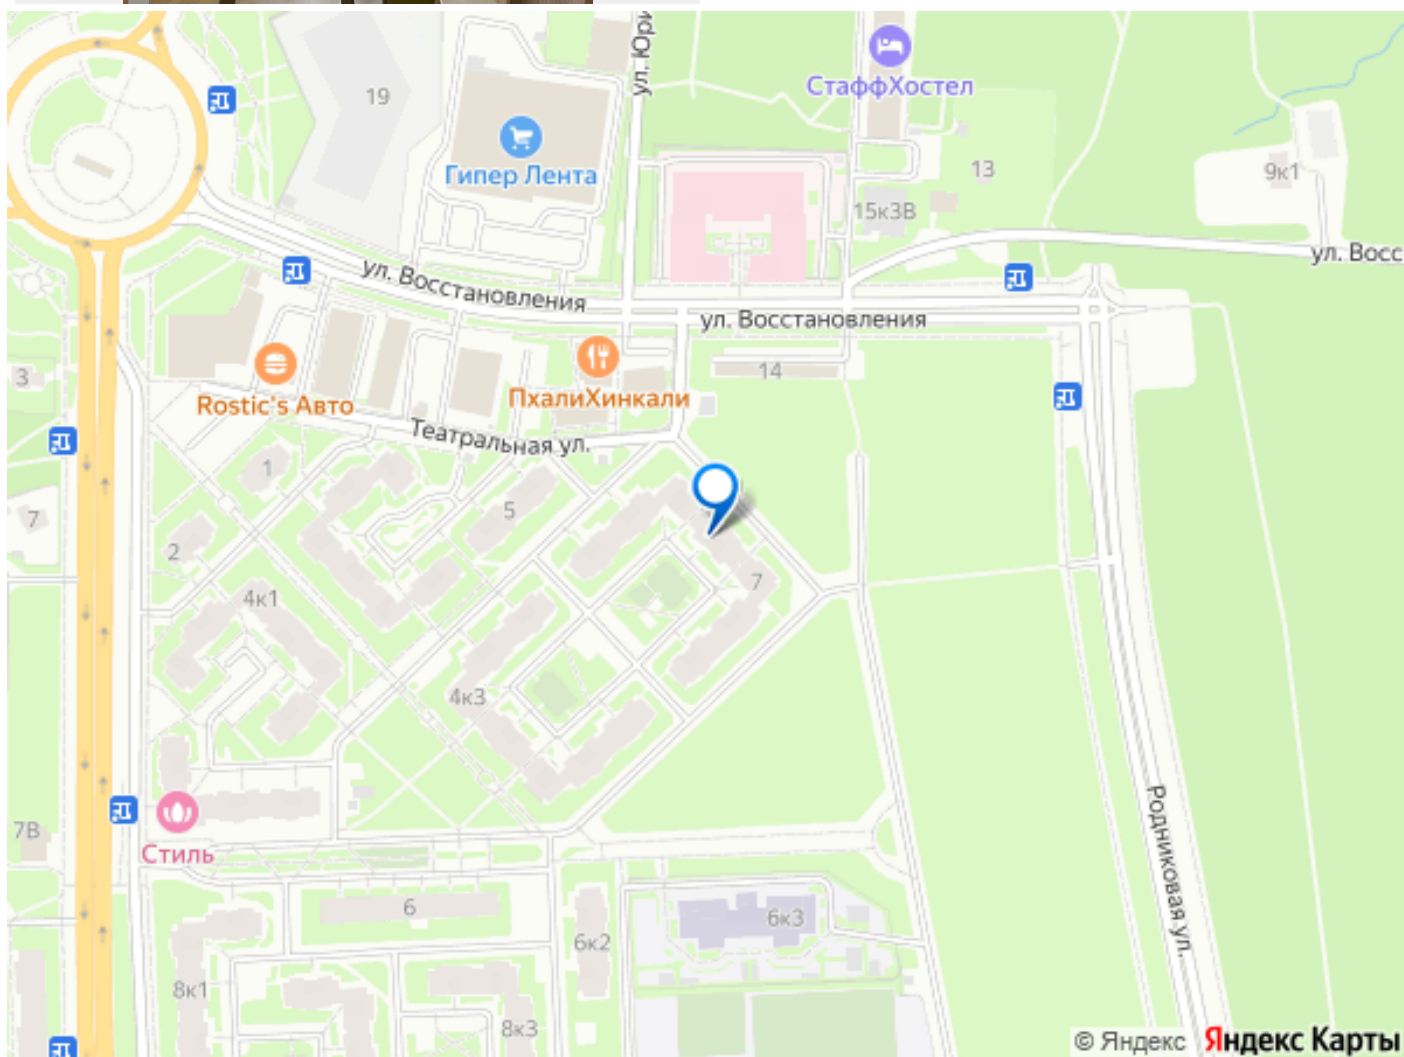 ул. Юри
СтаффХостел
19
Гипер Лента
13
9к1
15к3В
ул. Восс
ул. Восстановления
ул. Восстановления
3
Rostic's Авто
ПхалиХинкали
14
Театральная ул.
1
5
7
2
7
4к1
4к3
7В
Стиль
Родниковая ул.
6
6к3
6к2
8к1
8к3
© Яндекс Яндекс Карты